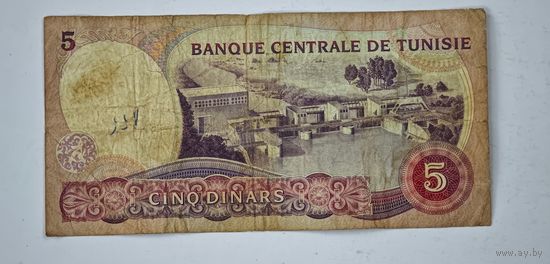 5
BANQUE CENTRALE DE TUNISIE
5
CINQ DINARS
www.ay.by